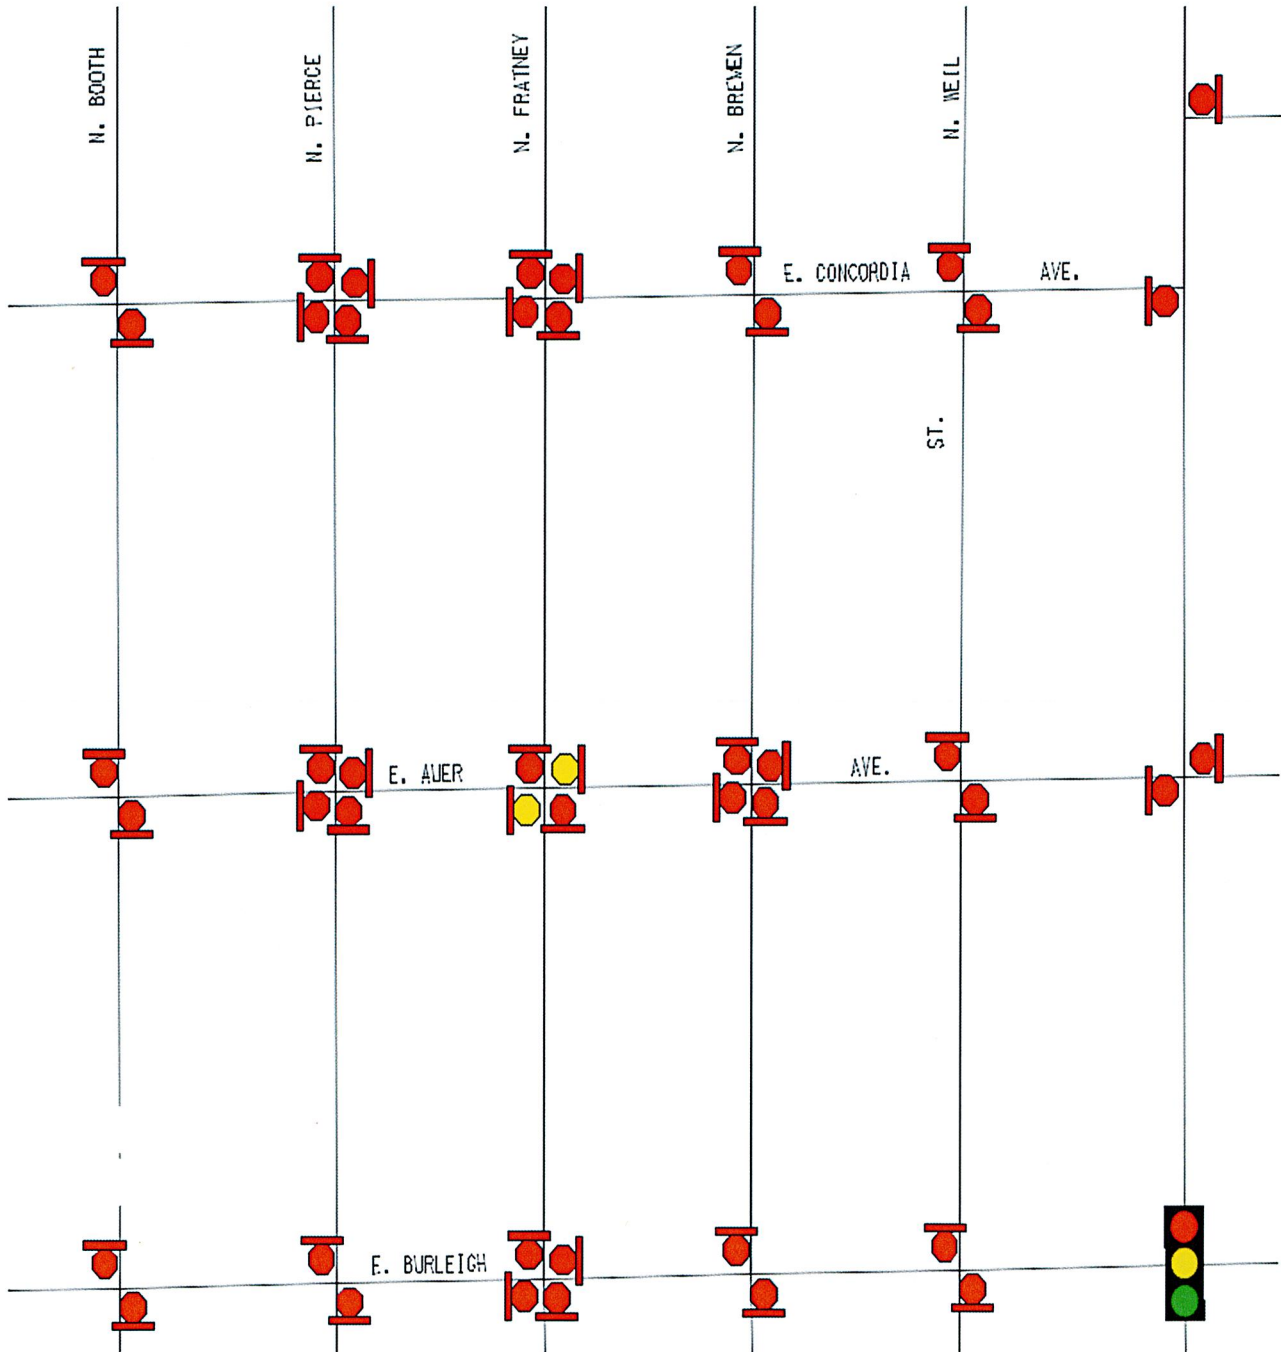 N. BOOTH
N. PIERCE
N. FRATNEY
N. BREMEN
N. WEIL
E. CONCORDIA
AVE.
ST.
E. AUER
AVE.
E. BURLEIGH